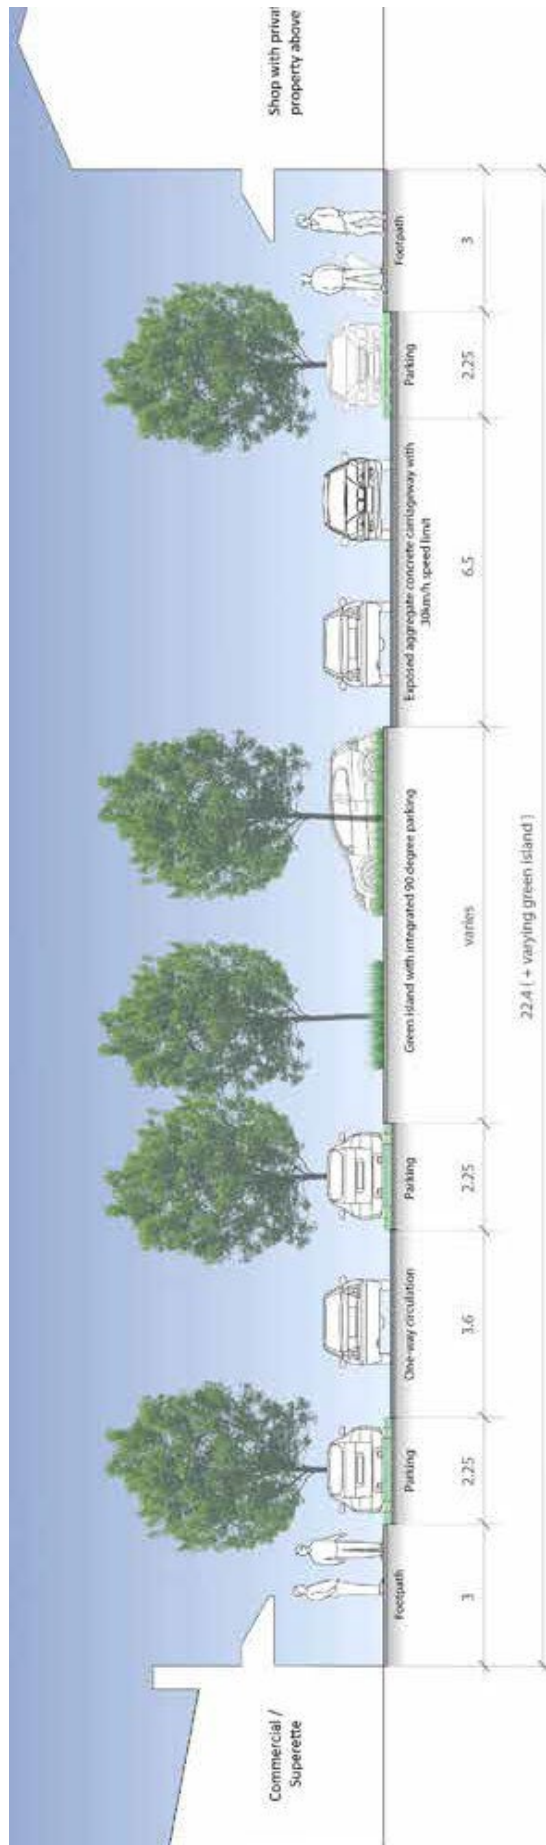 Commercial /
Superette
Footpath
Parking
One-way circulation
Parking
Green island with integrated 90 degree parking
Exposed aggregate concrete carriageway with
30km/h speed limit
Parking
Footpath
Shop with privat
property above
3
2.25
3.6
2.25
varies
6.5
2.25
3
22.4 ( + varying green island )